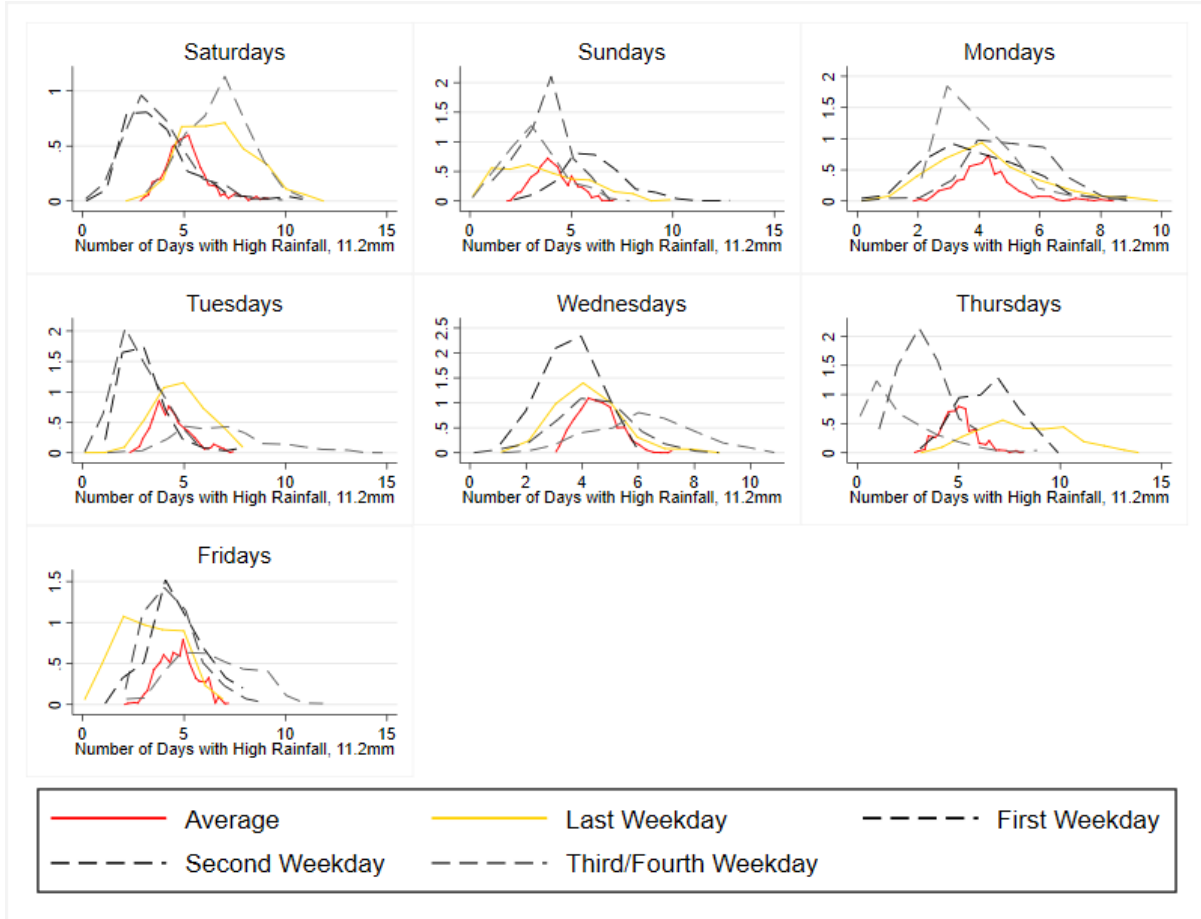 Saturdays
1
.5
0
0 5 10 15
Number of Days with High Rainfall, 11.2mm
Sundays
2
1.5
1
.5
0
0 5 10 15
Number of Days with High Rainfall, 11.2mm
Mondays
2
1.5
1
.5
0
0 2 4 6 8 10
Number of Days with High Rainfall, 11.2mm
Tuesdays
2
1.5
1
.5
0
0 5 10 15
Number of Days with High Rainfall, 11.2mm
Wednesdays
2.5
2
1.5
1
.5
0
0 2 4 6 8 10
Number of Days with High Rainfall, 11.2mm
Thursdays
2
1.5
1
.5
0
0 5 10 15
Number of Days with High Rainfall, 11.2mm
Fridays
1.5
1
.5
0
0 5 10 15
Number of Days with High Rainfall, 11.2mm
Average Last Weekday First Weekday
Second Weekday Third/Fourth Weekday